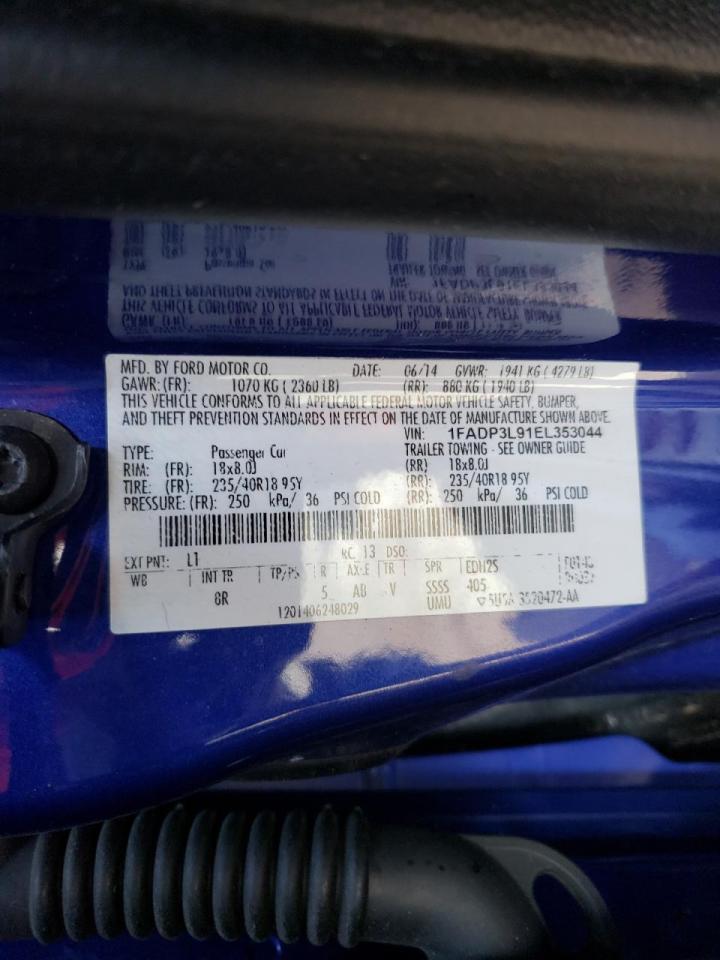 MFD. BY FORD MOTOR CO. DATE: 06/14 GVWR: 1941 KG ( 4279 LB)
GAWR: (FR): 1070 KG ( 2360 LB) (RR): 880 KG ( 1940 LB)
THIS VEHICLE CONFORMS TO ALL APPLICABLE FEDERAL MOTOR VEHICLE SAFETY, BUMPER,
AND THEFT PREVENTION STANDARDS IN EFFECT ON THE DATE OF MANUFACTURE SHOWN ABOVE.
VIN: 1FADP3L91EL353044
TYPE: Passenger Car TRAILER TOWING - SEE OWNER GUIDE
RIM: (FR): 18x8.0J (RR) 18x8.0J
TIRE: (FR): 235/40R18 95Y (RR): 235/40R18 95Y
PRESSURE: (FR): 250 kPa/ 36 PSI COLD (RR): 250 kPa/ 36 PSI COLD
EXT PNT: L1 RC: 13 DSO:
WB INT TR TP/PS R AXLE TR SPR EDH2S
8R 5 AB V SSSS 405
1201406248029 UMU 3520472-AA